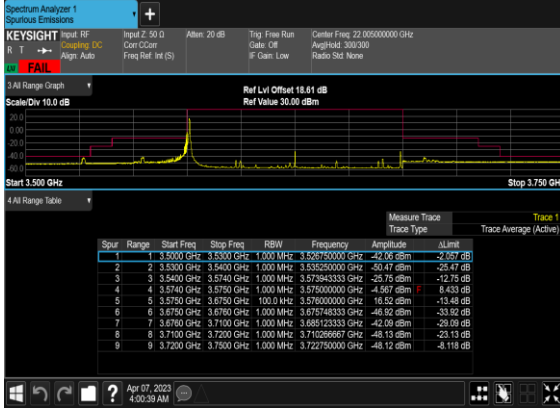 Spectrum Analyzer 1
Spurious Emissions
+
KEYSIGHT Input: RF Input Z: 50 Ω Atten: 20 dB Trig: Free Run Center Freq: 22.005000000 GHz
R T Coupling: DC Corr CCorr Gate: Off Avg|Hold: 300/300
Align: Auto Freq Ref: Int (S) IF Gain: Low Radio Std: None
FAIL
3 All Range Graph
Ref Lvl Offset 18.61 dB
Scale/Div 10.0 dB Ref Value 30.00 dBm
20.0
0.00
-20.0
-40.0
-60.0
Start 3.500 GHz Stop 3.750 GH
4 All Range Table
Measure Trace Trace 1
Trace Type Trace Average (Active)
Spur Range Start Freq Stop Freq RBW Frequency Amplitude ΔLimit
1 1 3.5000 GHz 3.5300 GHz 1.000 MHz 3.526750000 GHz -42.06 dBm -2.057 dB
2 2 3.5300 GHz 3.5400 GHz 1.000 MHz 3.535250000 GHz -50.47 dBm -25.47 dB
3 3 3.5400 GHz 3.5740 GHz 1.000 MHz 3.573943333 GHz -25.75 dBm -12.75 dB
4 4 3.5740 GHz 3.5750 GHz 1.000 MHz 3.575000000 GHz -4.567 dBm F 8.433 dB
5 5 3.5750 GHz 3.6750 GHz 100.0 kHz 3.576000000 GHz 16.52 dBm -13.48 dB
6 6 3.6750 GHz 3.6760 GHz 1.000 MHz 3.675748333 GHz -46.92 dBm -33.92 dB
7 7 3.6760 GHz 3.7100 GHz 1.000 MHz 3.685123333 GHz -42.09 dBm -29.09 dB
8 8 3.7100 GHz 3.7200 GHz 1.000 MHz 3.710266667 GHz -48.13 dBm -23.13 dB
9 9 3.7200 GHz 3.7500 GHz 1.000 MHz 3.722750000 GHz -48.12 dBm -8.118 dB
?
Apr 07, 2023
4:00:39 AM